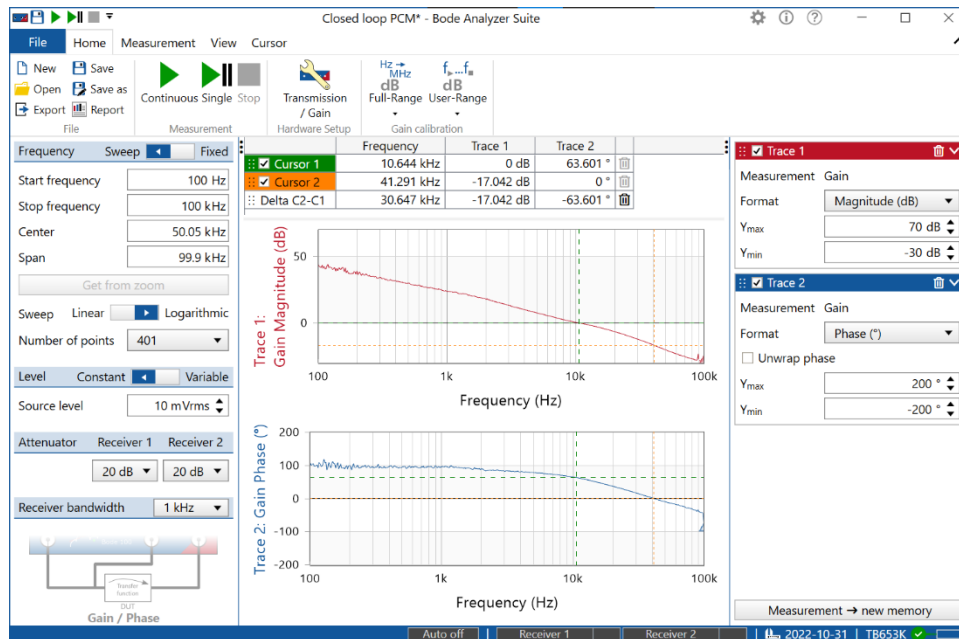 Closed loop PCM* - Bode Analyzer Suite
File Home Measurement View Cursor
New Save
Open Save as
Export Report
File
Continuous Single Stop
Measurement
Transmission
/ Gain
Hardware Setup
Hz → MHz
dB
Full-Range
f▸...f■
dB
User-Range
Gain calibration
Frequency Sweep Fixed
Start frequency 100 Hz
Stop frequency 100 kHz
Center 50.05 kHz
Span 99.9 kHz
Get from zoom
Sweep Linear Logarithmic
Number of points 401
Level Constant Variable
Source level 10 mVrms
Attenuator Receiver 1 Receiver 2
20 dB 20 dB
Receiver bandwidth 1 kHz
Transfer
function
DUT
Gain / Phase
Frequency Trace 1 Trace 2
Cursor 1 10.644 kHz 0 dB 63.601 °
Cursor 2 41.291 kHz -17.042 dB 0 °
Delta C2-C1 30.647 kHz -17.042 dB -63.601 °
Trace 1:
Gain Magnitude (dB)
50
0
100 1k 10k 100k
Frequency (Hz)
Trace 2: Gain Phase (°)
200
100
0
-100
-200
100 1k 10k 100k
Frequency (Hz)
Trace 1
Measurement Gain
Format Magnitude (dB)
Ymax 70 dB
Ymin -30 dB
Trace 2
Measurement Gain
Format Phase (°)
Unwrap phase
Ymax 200 °
Ymin -200 °
Measurement → new memory
Auto off Receiver 1 Receiver 2 2022-10-31 TB653K